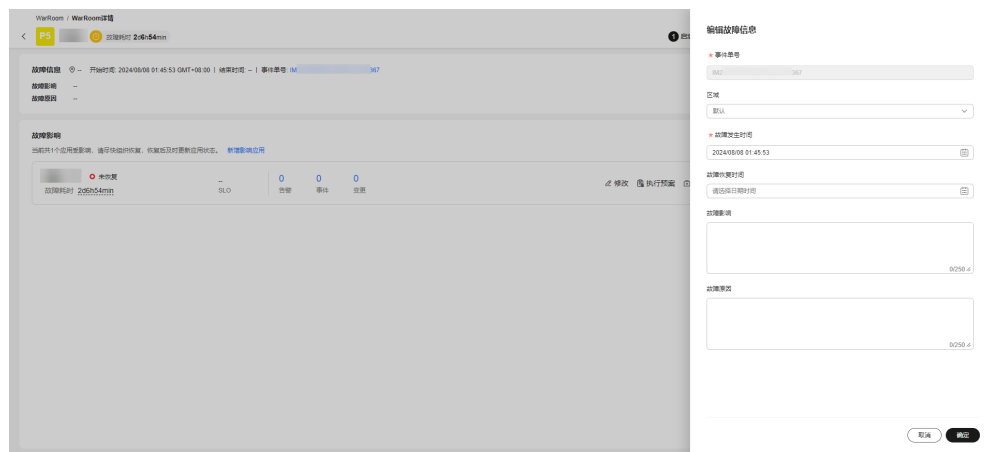 WarRoom / WarRoom详情
P5
故障耗时 2d6h54min
1 启
故障信息 -- 开始时间: 2024/08/08 01:45:53 GMT+08:00 | 结束时间: -- | 事件单号: IM 367
故障影响 --
故障原因 --
故障影响
当前共1个应用受影响，请尽快组织恢复，恢复后及时更新应用状态。 新增影响应用
未恢复
故障耗时 2d6h54min
--
SLO
0
告警
0
事件
0
变更
修改 执行预案
编辑故障信息
* 事件单号
367
区域
默认
* 故障发生时间
2024/08/08 01:45:53
故障恢复时间
请选择日期时间
故障影响
0/250
故障原因
0/250
取消 确定